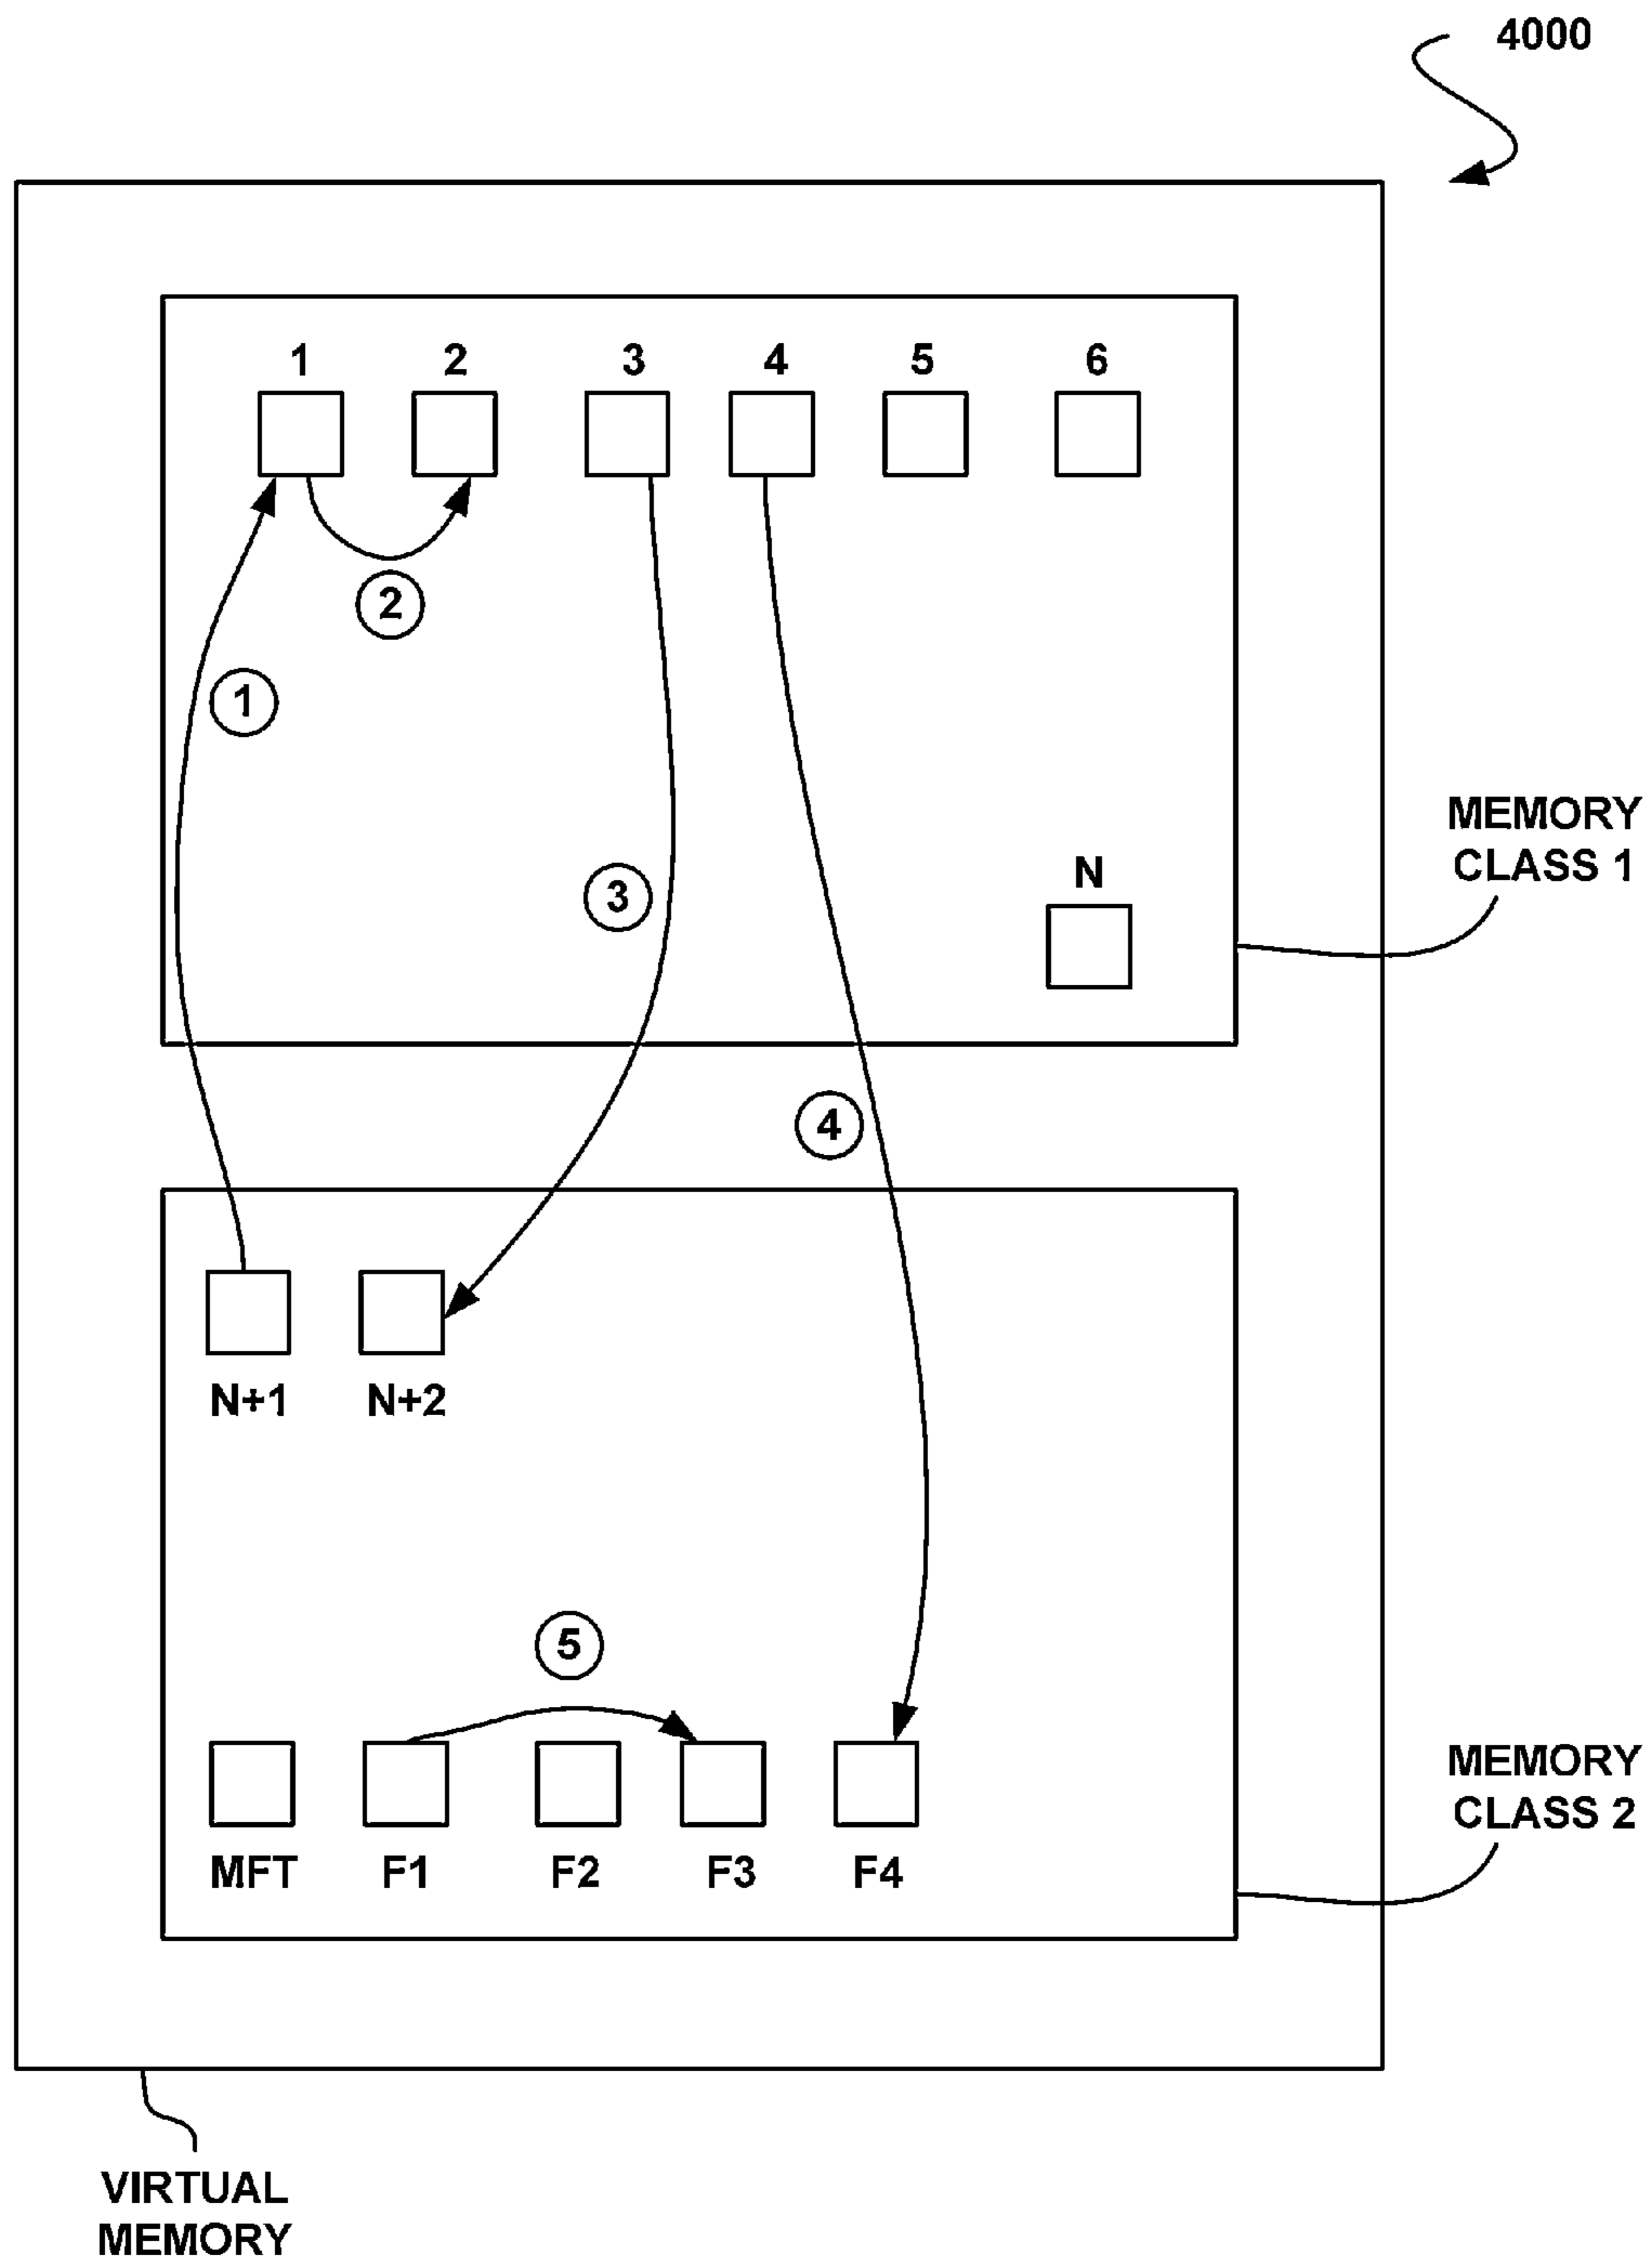 4000
1 2 3 4 5 6
2
1
MEMORY
CLASS 1
N
3
4
N+1 N+2
5
MEMORY
CLASS 2
MFT F1 F2 F3 F4
VIRTUAL
MEMORY